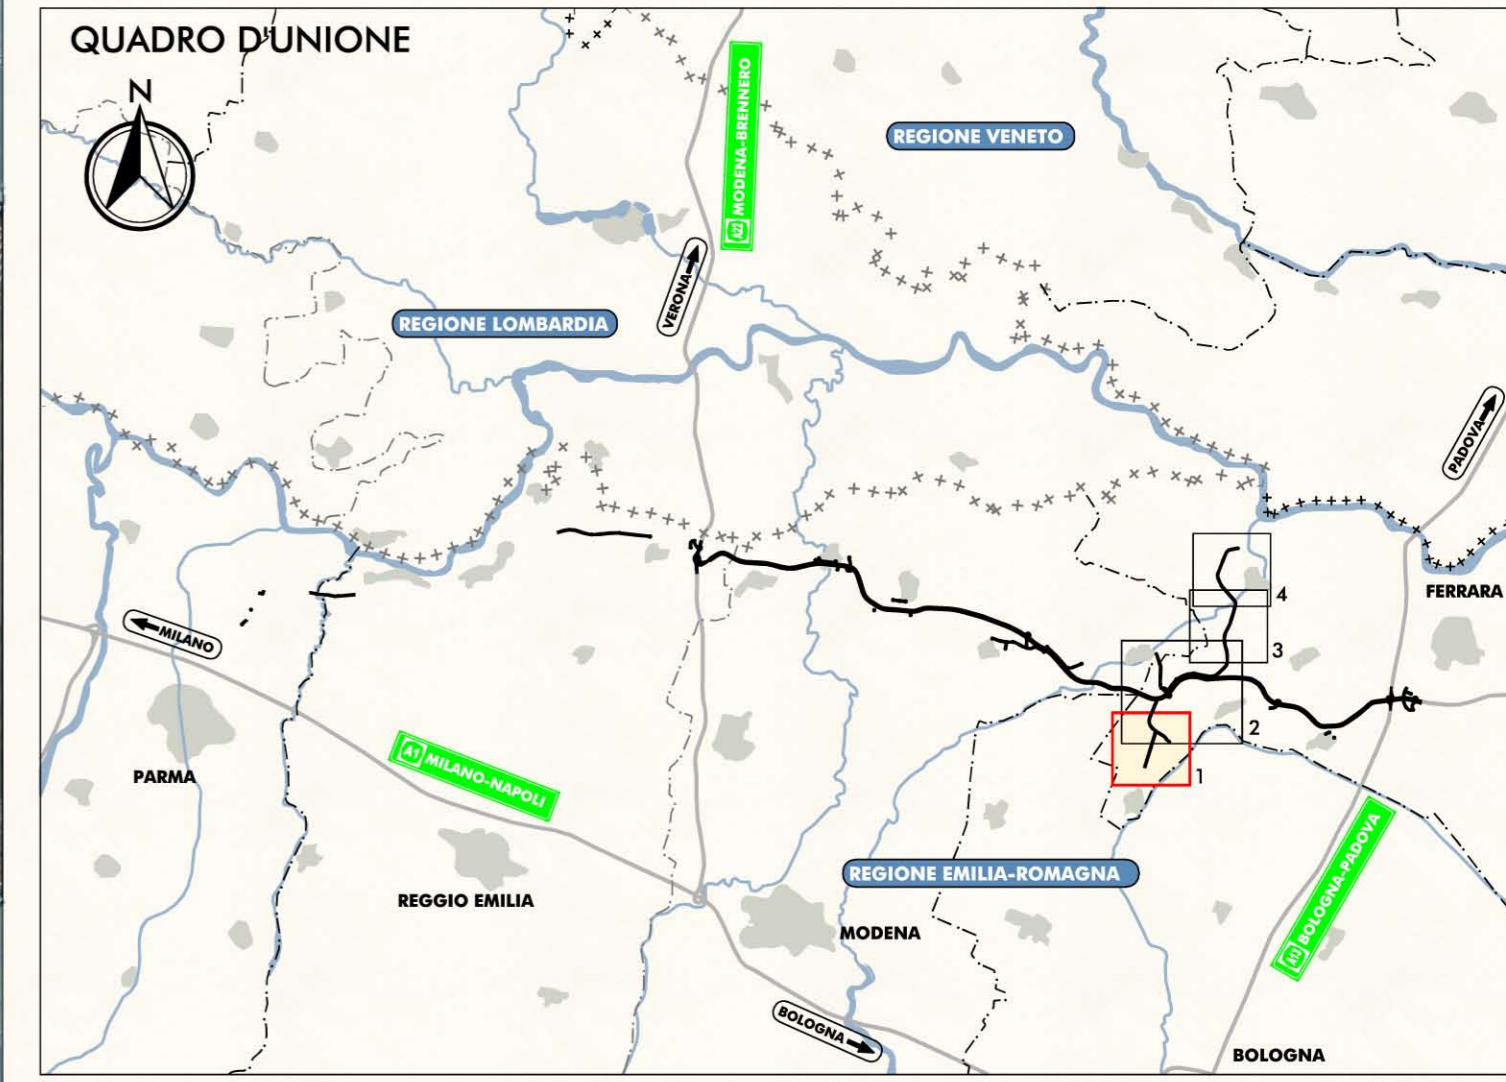 QUADRO D'UNIONE
N
A22 MODENA-BRENNERO
REGIONE VENETO
VERONA
REGIONE LOMBARDIA
PADOVA
FERRARA
MILANO
4
3
2
1
PARMA
A1 MILANO-NAPOLI
REGGIO EMILIA
REGIONE EMILIA-ROMAGNA
A13 BOLOGNA-PADOVA
MODENA
BOLOGNA
BOLOGNA